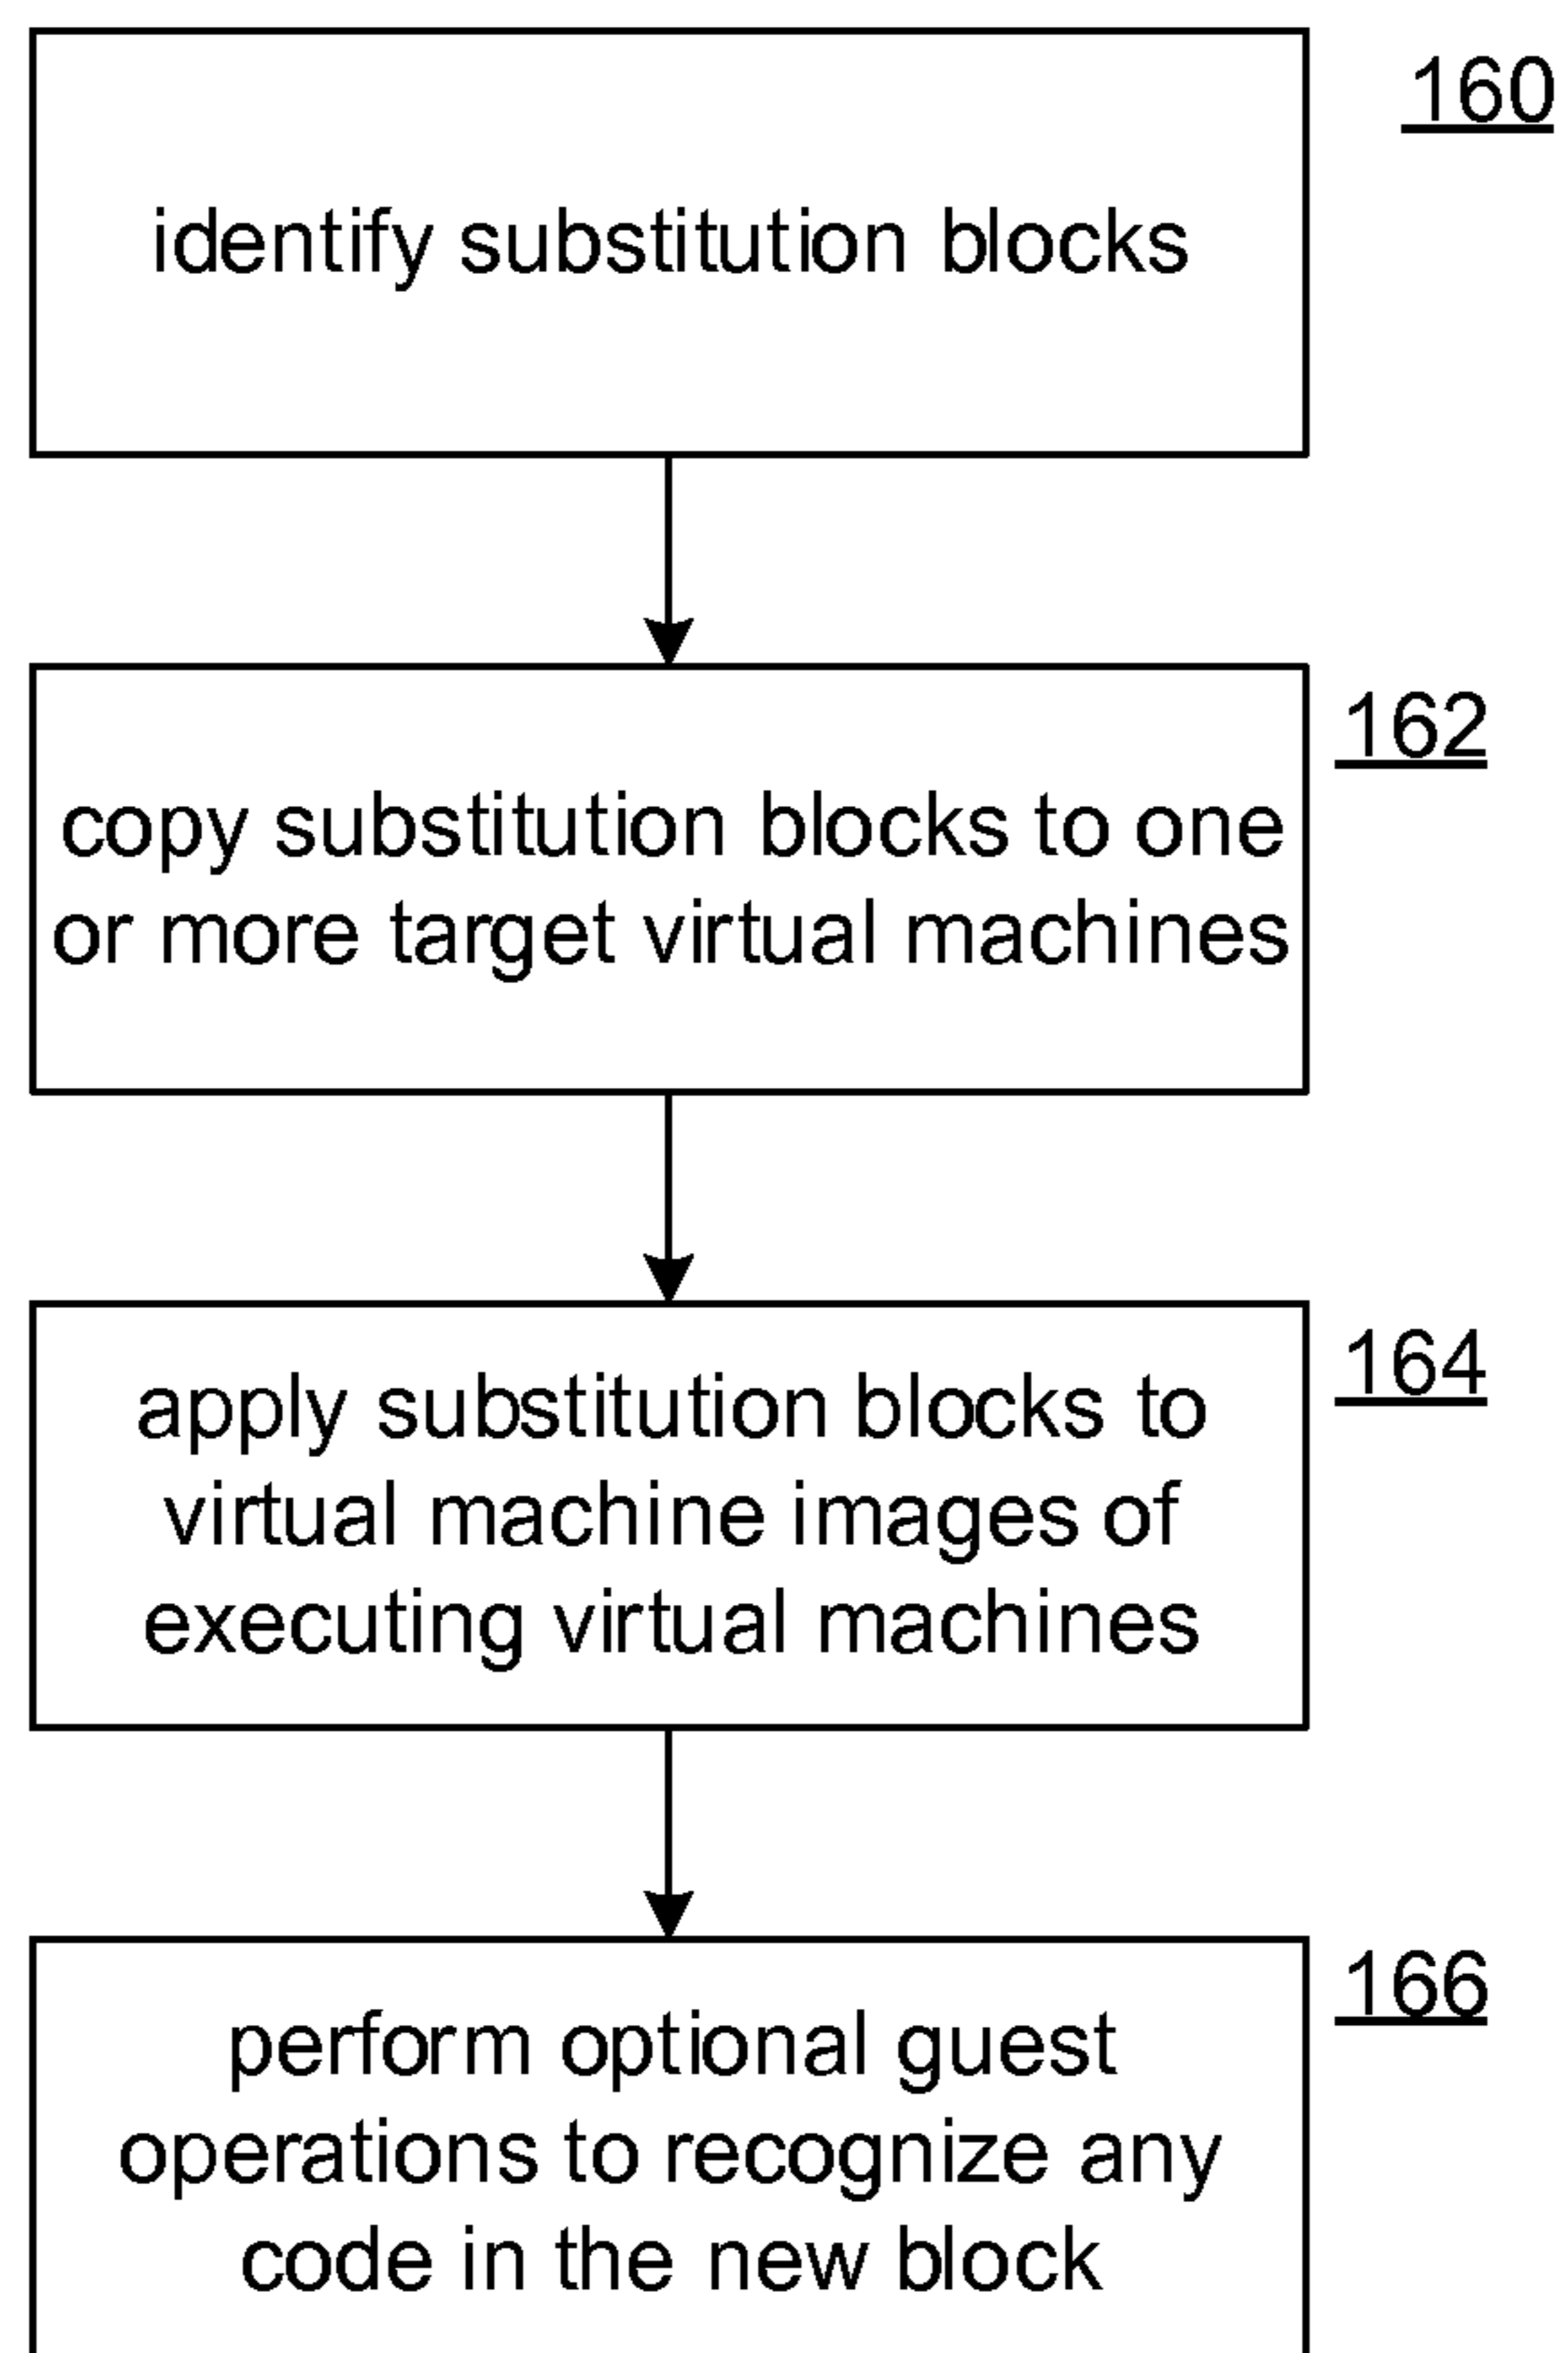 160
identify substitution blocks
162
copy substitution blocks to one
or more target virtual machines
164
apply substitution blocks to
virtual machine images of
executing virtual machines
166
perform optional guest
operations to recognize any
code in the new block